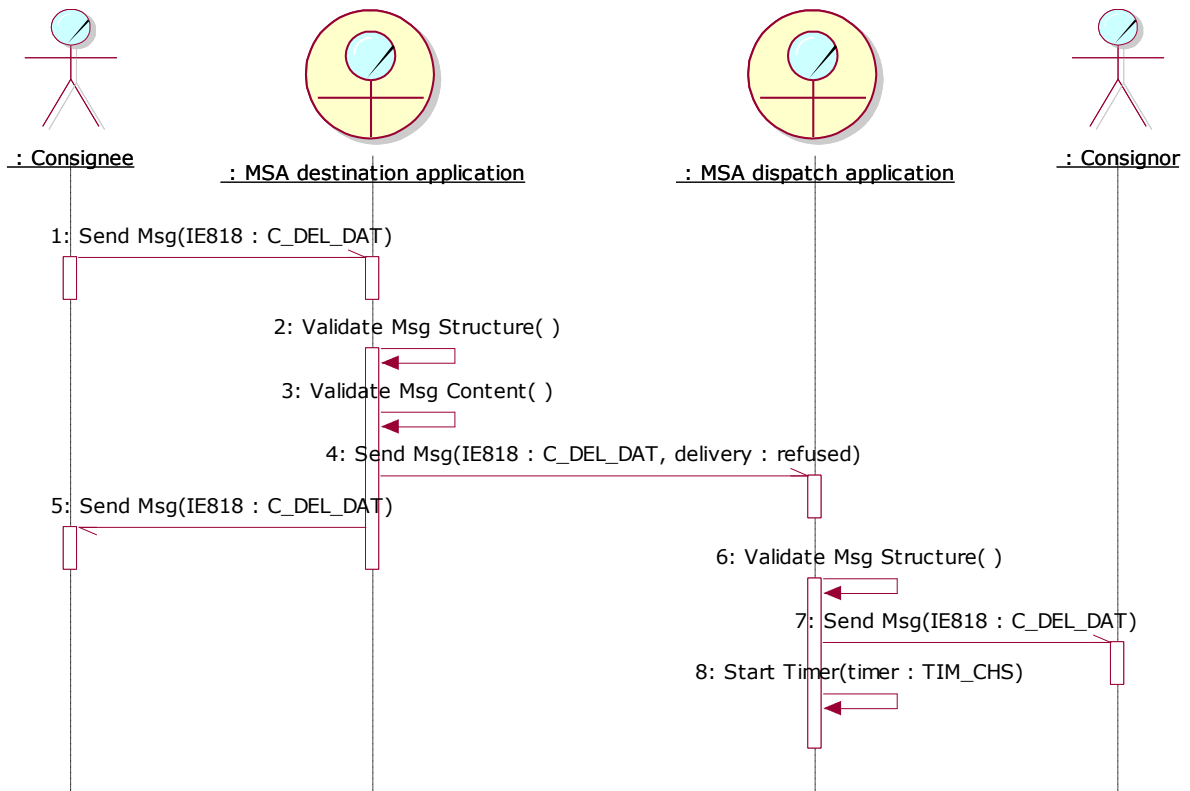 : Consignee
: MSA destination application
: MSA dispatch application
: Consignor
1: Send Msg(IE818 : C_DEL_DAT)
2: Validate Msg Structure( )
3: Validate Msg Content( )
4: Send Msg(IE818 : C_DEL_DAT, delivery : refused)
5: Send Msg(IE818 : C_DEL_DAT)
6: Validate Msg Structure( )
7: Send Msg(IE818 : C_DEL_DAT)
8: Start Timer(timer : TIM_CHS)